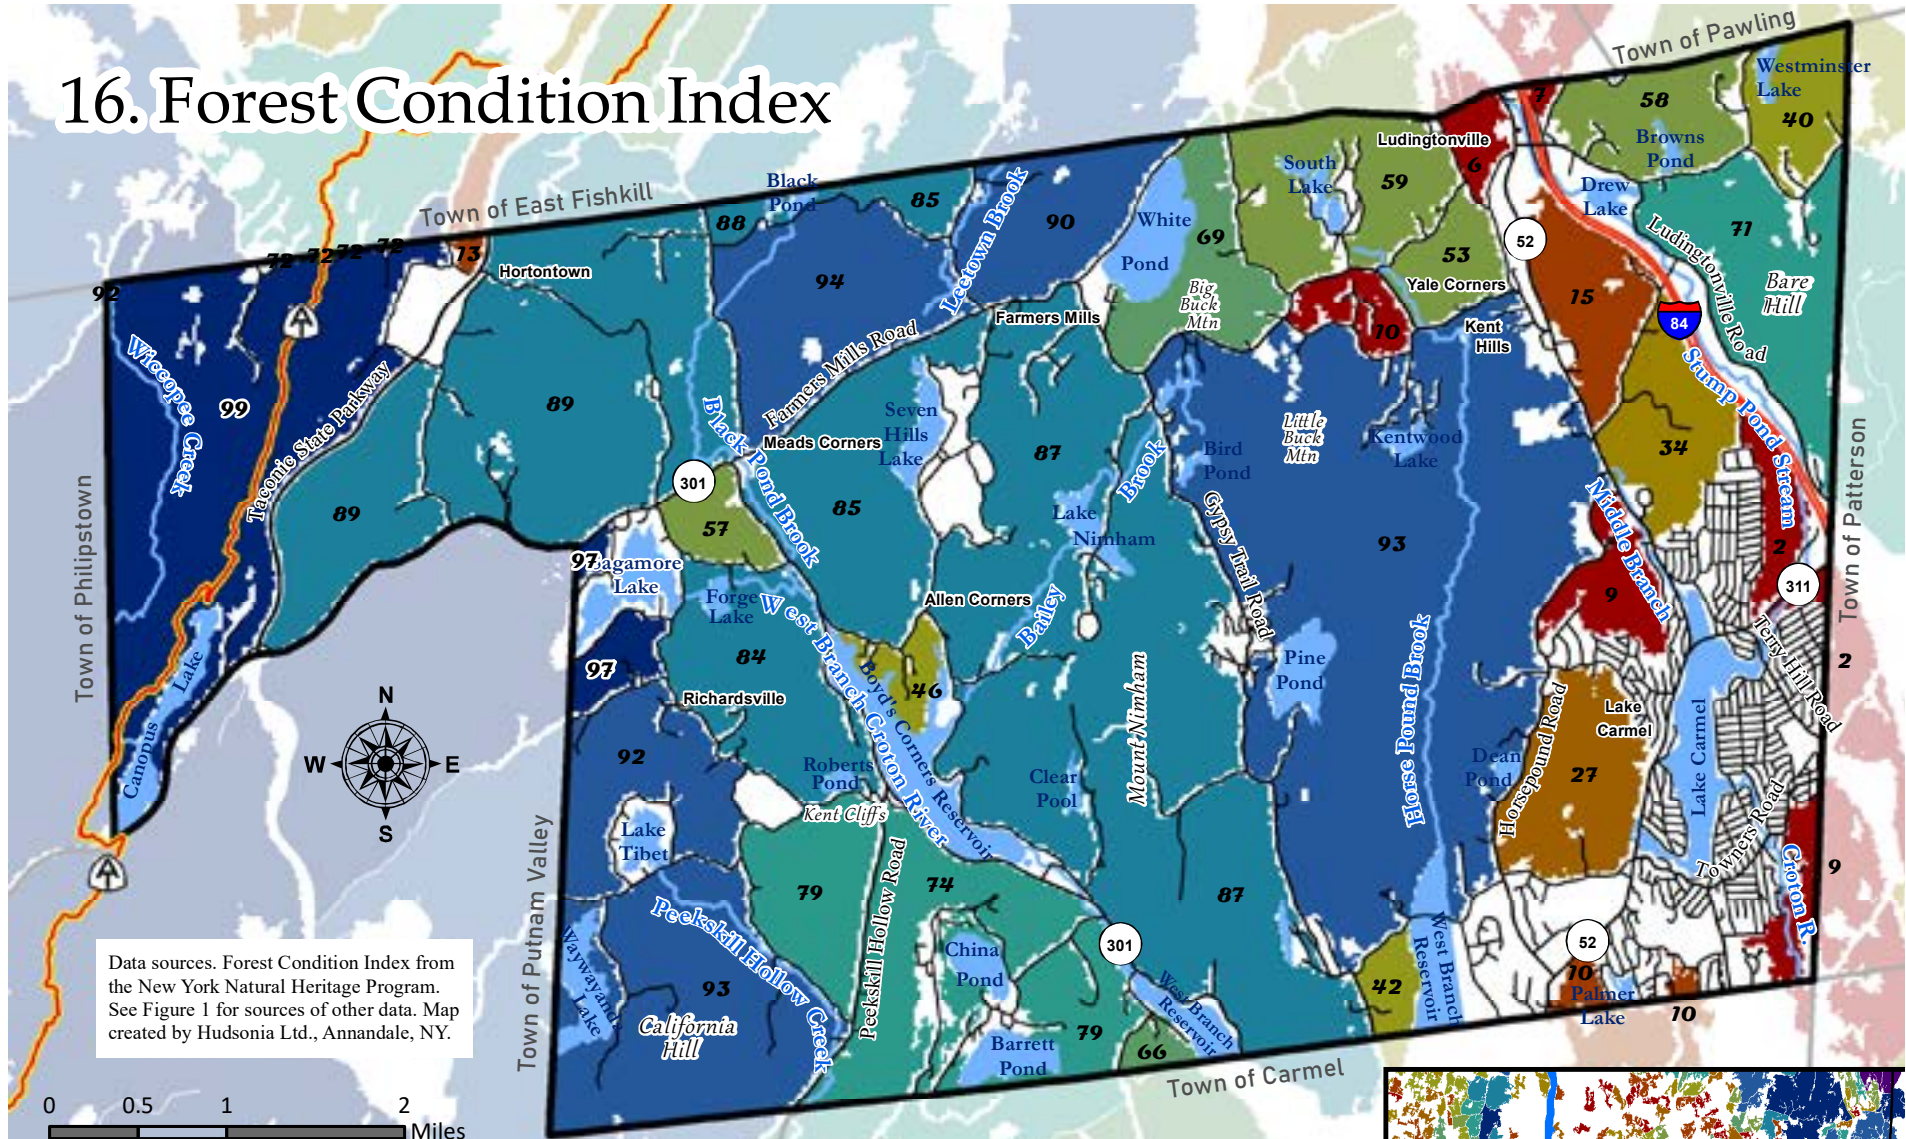 16. Forest Condition Index
Town of Pawling
Westminster
Lake
40
58
7
Browns
Pond
Ludingtonville
6
South
Lake
59
Drew
Lake
Black
Pond
85
Leetown Brook
90
White
Pond
69
88
Town of East Fishkill
72
72
72
72
13
Hortontown
92
94
53
52
71
Ludingtonville Road
Bare
Hill
Yale Corners
Big
Buck
Mtn
15
84
Farmers Mills
Farmers Mills Road
10
Kent
Hills
Wiccopee Creek
99
Taconic State Parkway
89
Black Pond Brook
Meads Corners
Seven
Hills
Lake
87
Brook
Bird
Pond
Little
Buck
Mtn
Kentwood
Lake
34
Stump Pond Stream
Town of Patterson
301
57
85
Lake
Nimham
Gypsy Trail Road
93
Middle Branch
2
311
89
Town of Philipstown
97
Sagamore
Lake
Forge
Lake
West Branch Croton River
Allen Corners
Bailey
9
Terry Hill Road
2
84
97
Richardsville
Boyd's Corners Reservoir
46
Mount Nimham
Pine
Pond
Horse Pound Brook
Lake
Carmel
Lake Carmel
Canopus
Lake
N
W
E
S
92
Roberts
Pond
Kent Cliffs
Clear
Pool
Dean
Pond
Horsepound Road
27
Towners Road
Lake
Tibet
Town of Putnam Valley
79
Peekskill Hollow Road
74
87
9
Croton R.
Peekskill Hollow Creek
Waywayanda
Lake
93
California
Hill
China
Pond
301
West Branch
Reservoir
42
West Branch
Reservoir
52
10
Palmer
Lake
10
79
66
Barrett
Pond
Town of Carmel
Data sources. Forest Condition Index from
the New York Natural Heritage Program.
See Figure 1 for sources of other data. Map
created by Hudsonia Ltd., Annandale, NY.
0
0.5
1
2
Miles